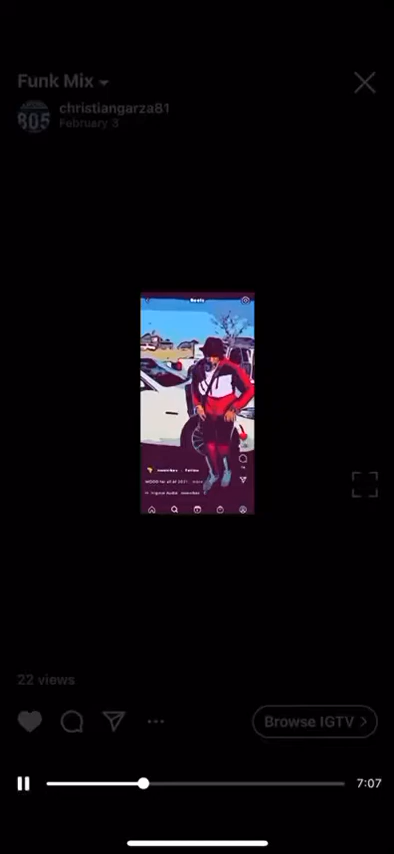 Funk Mix
christiangarza81
805
February 3
Reels
22 views
Browse IGTV
7:07